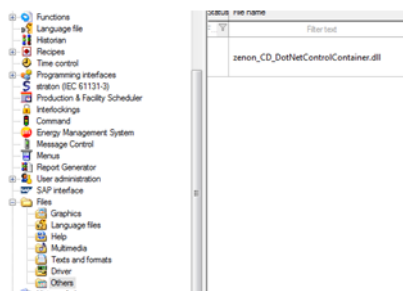 Functions
Language file
Historian
Recipes
Time control
Programming interfaces
straton (IEC 61131-3)
Production & Facility Scheduler
Interlockings
Command
Energy Management System
Message Control
Menus
Report Generator
User administration
SAP interface
Files
Graphics
Language files
Help
Multimedia
Texts and formats
Driver
Others
Status File name
Filter text
zenon_CD_DotNetControlContainer.dll